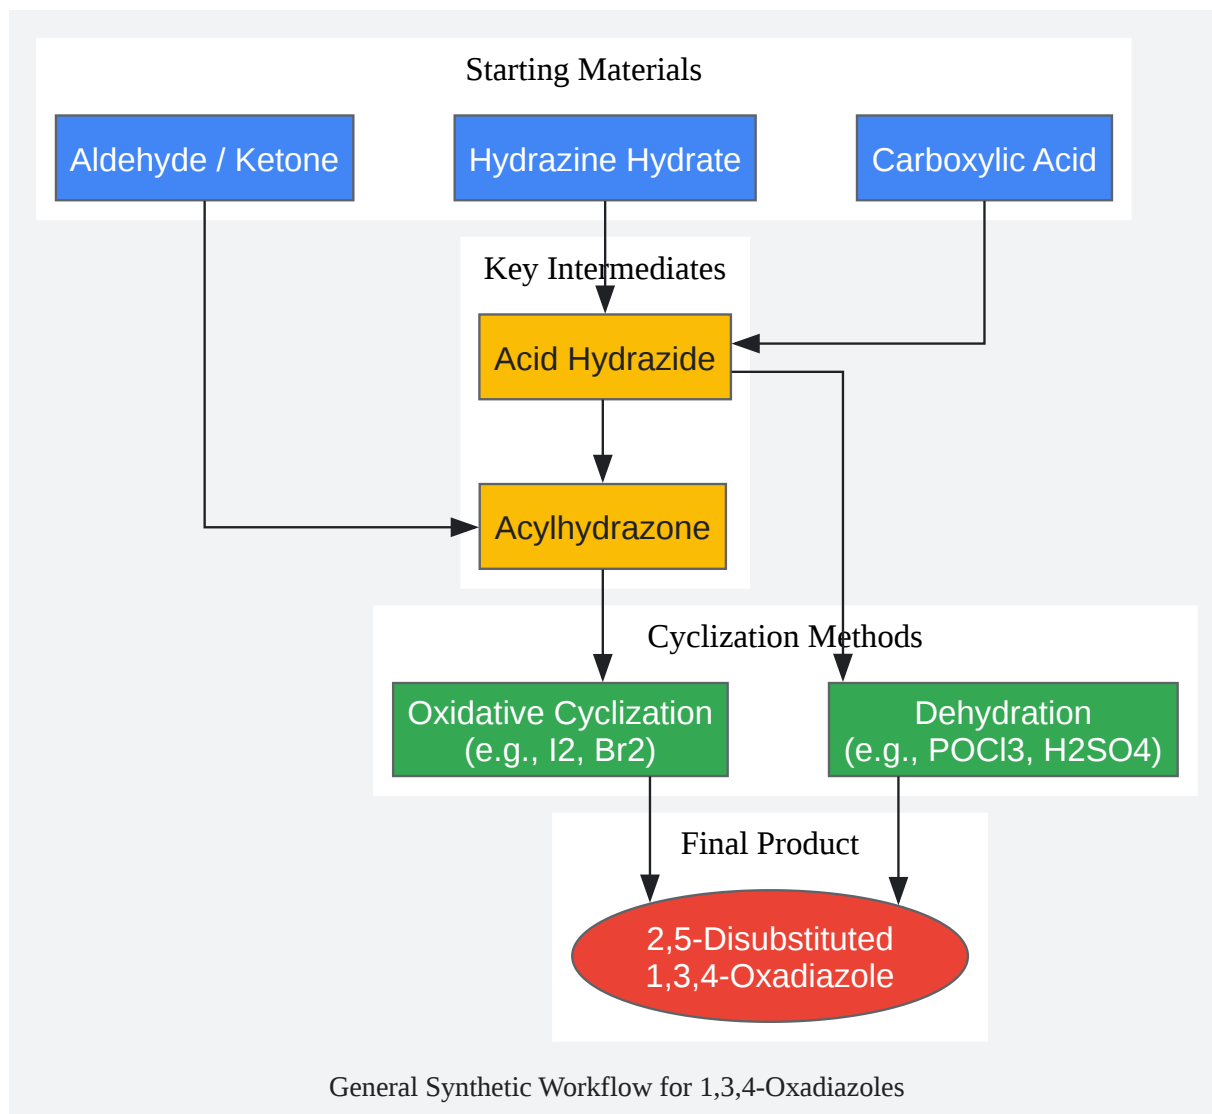 Starting Materials
Aldehyde / Ketone
Hydrazine Hydrate
Carboxylic Acid
Key Intermediates
Acid Hydrazide
Acylhydrazone
Cyclization Methods
Oxidative Cyclization
(e.g., I2, Br2)
Dehydration
(e.g., POCl3, H2SO4)
Final Product
2,5-Disubstituted
1,3,4-Oxadiazole
General Synthetic Workflow for 1,3,4-Oxadiazoles